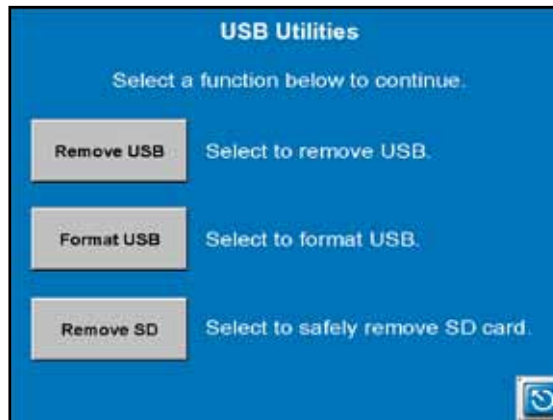 USB Utilities
Select a function below to continue.
Remove USB Select to remove USB.
Format USB Select to format USB.
Remove SD Select to safely remove SD card.